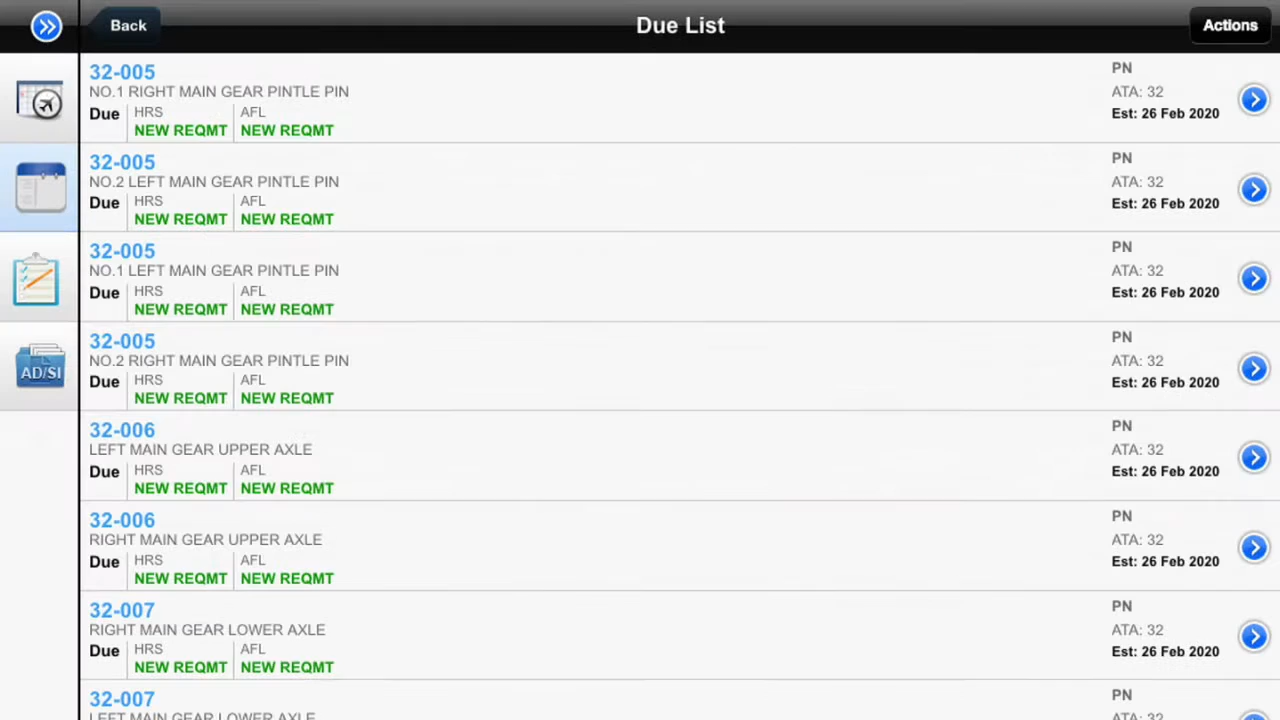 Back
Due List
Actions
32-005
NO.1 RIGHT MAIN GEAR PINTLE PIN
Due HRS AFL
NEW REQMT NEW REQMT
PN
ATA: 32
Est: 26 Feb 2020
32-005
NO.2 LEFT MAIN GEAR PINTLE PIN
Due HRS AFL
NEW REQMT NEW REQMT
PN
ATA: 32
Est: 26 Feb 2020
32-005
NO.1 LEFT MAIN GEAR PINTLE PIN
Due HRS AFL
NEW REQMT NEW REQMT
PN
ATA: 32
Est: 26 Feb 2020
32-005
NO.2 RIGHT MAIN GEAR PINTLE PIN
Due HRS AFL
NEW REQMT NEW REQMT
PN
ATA: 32
Est: 26 Feb 2020
AD/SI
32-006
LEFT MAIN GEAR UPPER AXLE
Due HRS AFL
NEW REQMT NEW REQMT
PN
ATA: 32
Est: 26 Feb 2020
32-006
RIGHT MAIN GEAR UPPER AXLE
Due HRS AFL
NEW REQMT NEW REQMT
PN
ATA: 32
Est: 26 Feb 2020
32-007
RIGHT MAIN GEAR LOWER AXLE
Due HRS AFL
NEW REQMT NEW REQMT
PN
ATA: 32
Est: 26 Feb 2020
32-007
LEFT MAIN GEAR LOWER AXLE
PN
ATA: 32